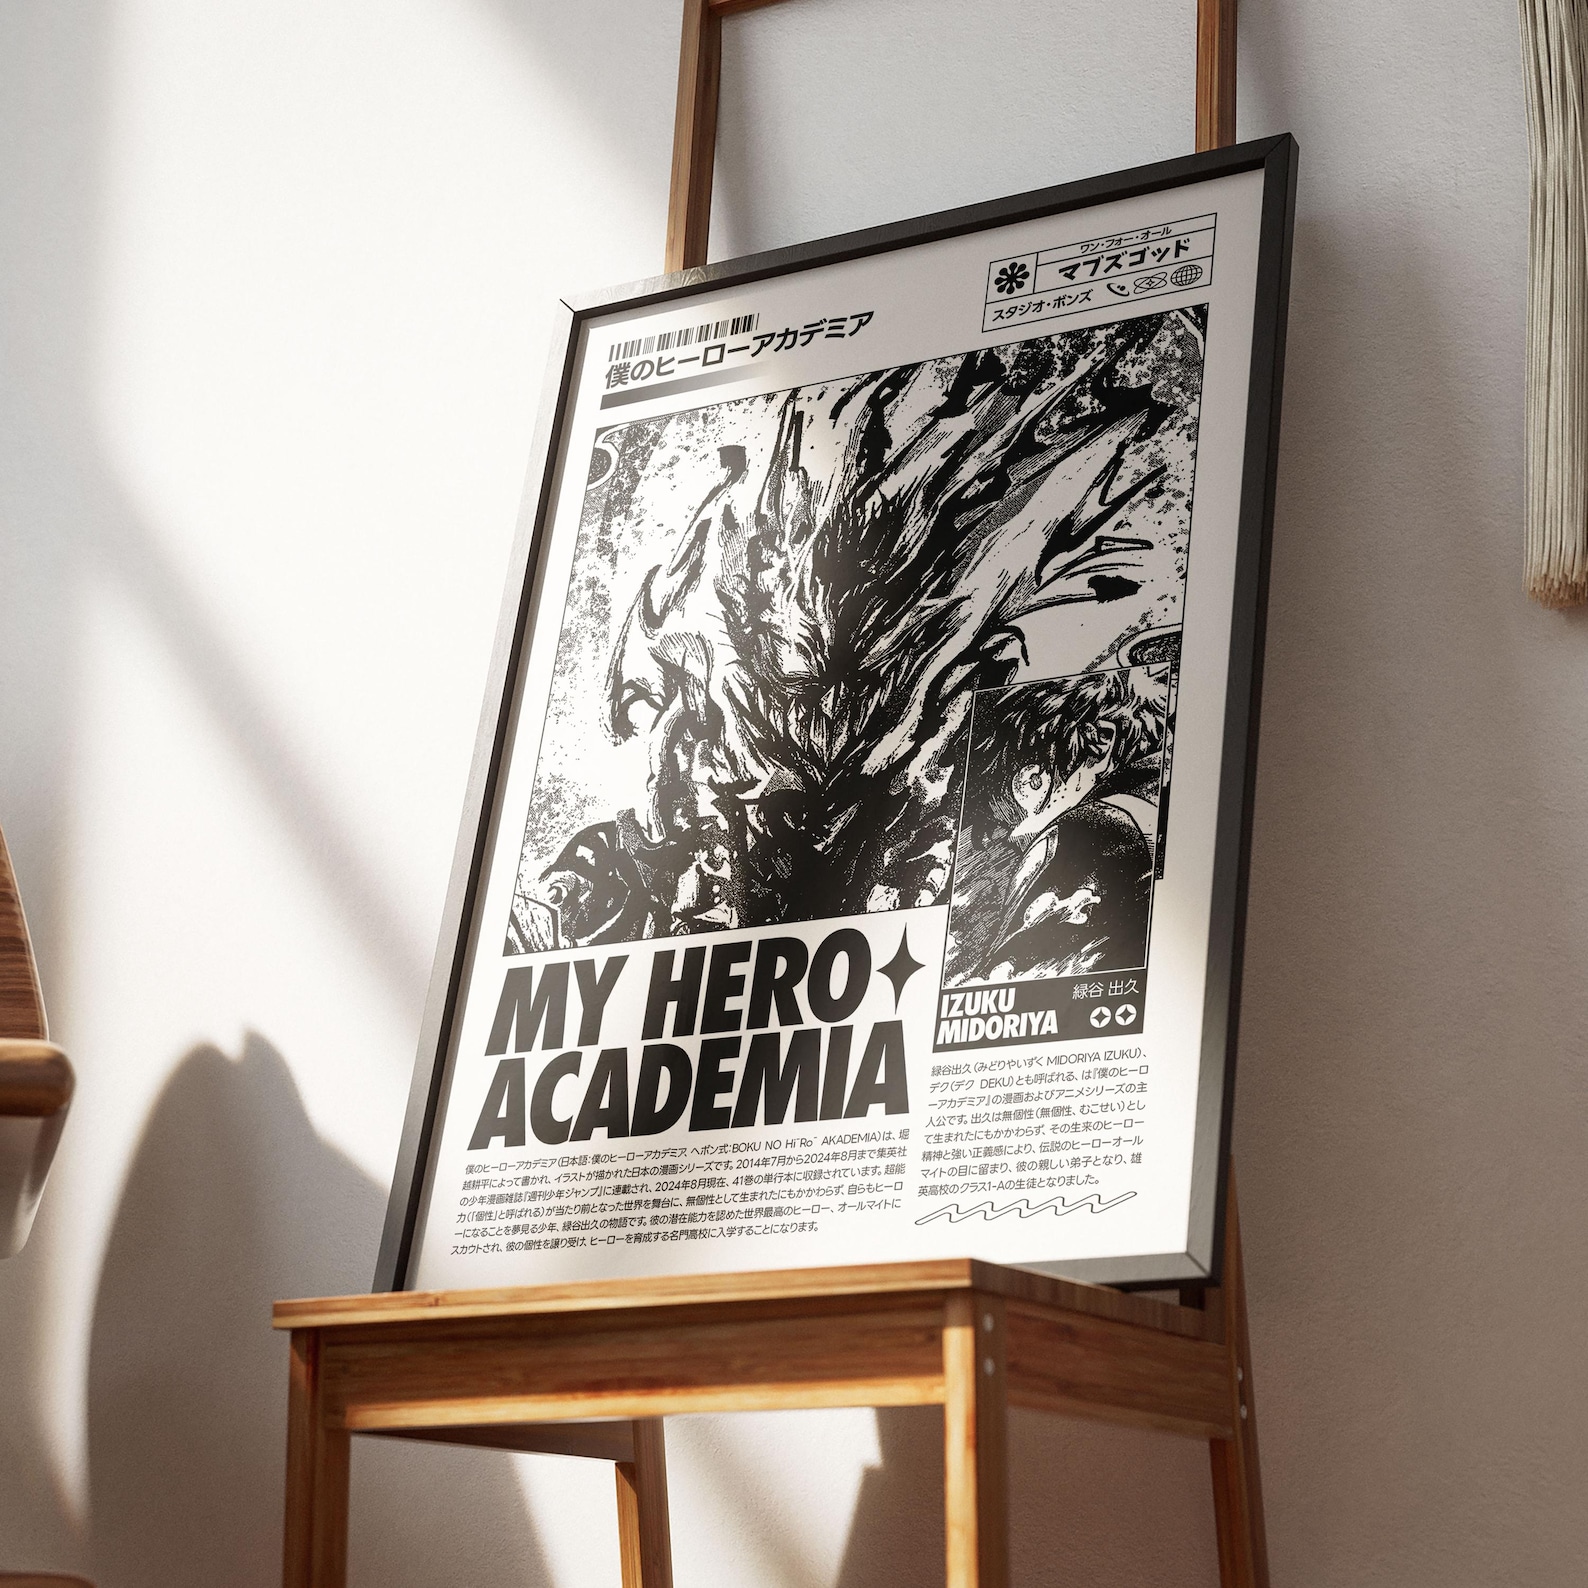 ワン・フォー・オール
マブズゴッド
スタジオ・ボンズ
僕のヒーローアカデミア
MY HERO
ACADEMIA
僕のヒーローアカデミア（日本語：僕のヒーローアカデミア, ヘボン式：BOKU NO Hi¯Ro¯ AKADEMIA）は、堀
越耕平によって書かれ、イラストが描かれた日本の漫画シリーズです。2014年7月から2024年8月まで集英社
の少年漫画雑誌『週刊少年ジャンプ』に連載され、2024年8月現在、41巻の単行本に収録されています。超能
力（「個性」と呼ばれる）が当たり前となった世界を舞台に、無個性として生まれたにもかかわらず、自らもヒーロ
ーになることを夢見る少年、緑谷出久の物語です。彼の潜在能力を認めた世界最高のヒーロー、オールマイトに
スカウトされ、彼の個性を譲り受け、ヒーローを育成する名門高校に入学することになります。
IZUKU
MIDORIYA
緑谷 出久
緑谷出久（みどりやいずく MIDORIYA IZUKU）、
デク（デク DEKU）とも呼ばれる、は『僕のヒーロ
ーアカデミア』の漫画およびアニメシリーズの主
人公です。出久は無個性（無個性、むこせい）とし
て生まれたにもかかわらず、その生来のヒーロー
精神と強い正義感により、伝説のヒーローオール
マイトの目に留まり、彼の親しい弟子となり、雄
英高校のクラス1-Aの生徒となりました。